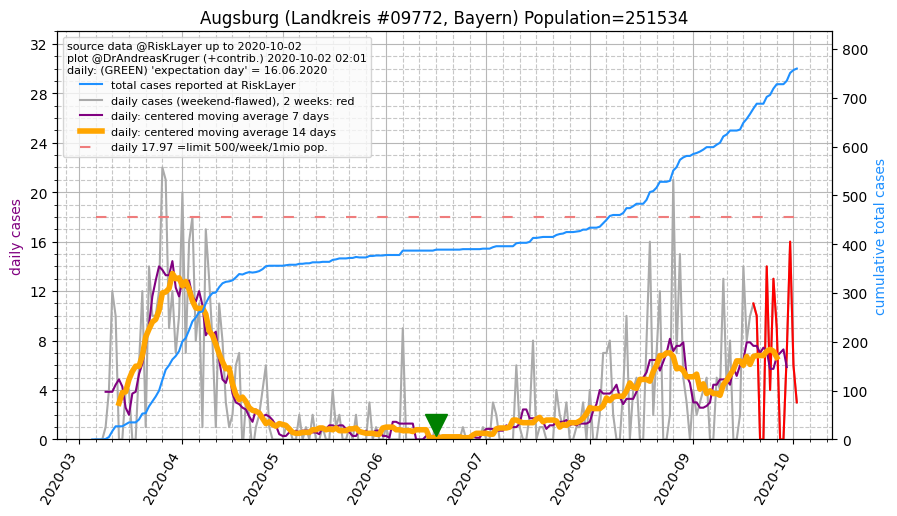 Augsburg (Landkreis #09772, Bayern) Population=251534
source data @RiskLayer up to 2020-10-02
plot @DrAndreasKruger (+contrib.) 2020-10-02 02:01
daily: (GREEN) 'expectation day' = 16.06.2020
total cases reported at RiskLayer
daily cases (weekend-flawed), 2 weeks: red
daily: centered moving average 7 days
daily: centered moving average 14 days
daily 17.97 =limit 500/week/1mio pop.
daily cases
32
28
24
20
16
12
8
4
0
800
700
600
500
400
300
200
100
0
cumulative total cases
2020-03
2020-04
2020-05
2020-06
2020-07
2020-08
2020-09
2020-10